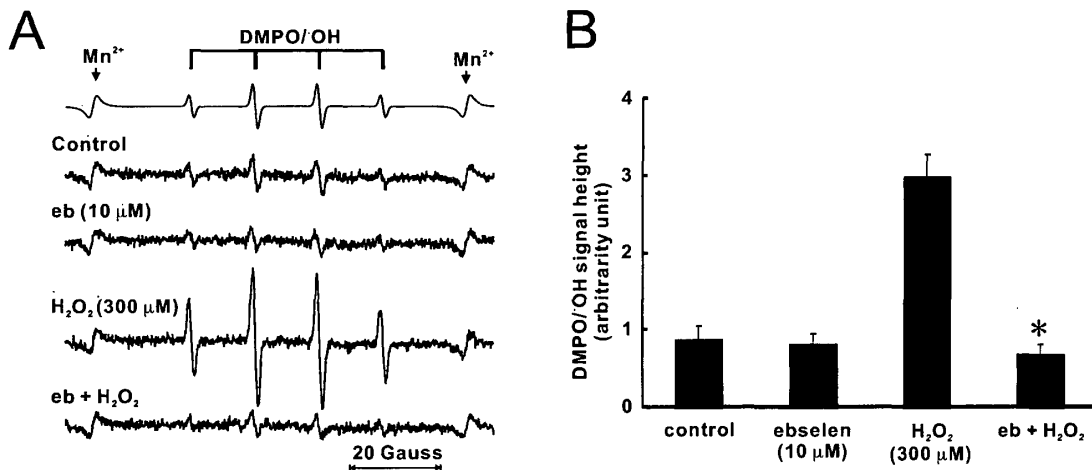 A
DMPO/·OH
Mn²⁺
Mn²⁺
Control
eb (10 μM)
H₂O₂ (300 μM)
eb + H₂O₂
20 Gauss
B
DMPO/·OH signal height
(arbitrarity unit)
4
3
2
1
0
*
control
ebselen
(10 μM)
H₂O₂
(300 μM)
eb + H₂O₂